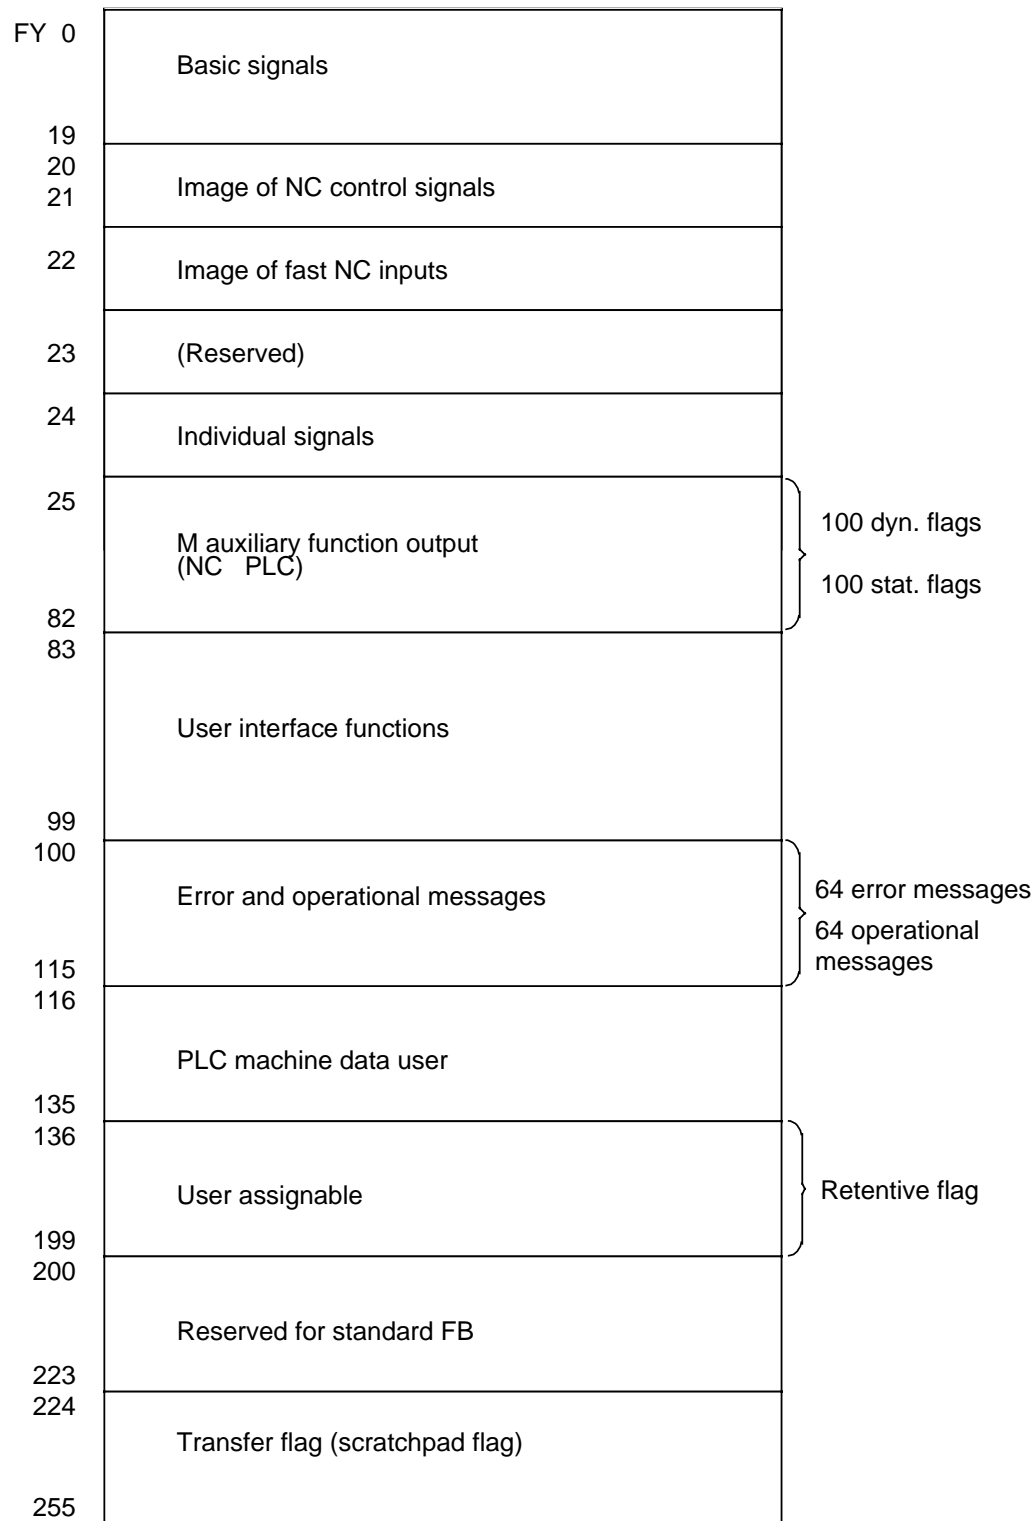 FY 0
Basic signals
19
20
21
Image of NC control signals
22
Image of fast NC inputs
23
(Reserved)
24
Individual signals
25
M auxiliary function output
(NC PLC)
100 dyn. flags
100 stat. flags
82
83
User interface functions
99
100
Error and operational messages
64 error messages
64 operational
messages
115
116
PLC machine data user
135
136
User assignable
Retentive flag
199
200
Reserved for standard FB
223
224
Transfer flag (scratchpad flag)
255